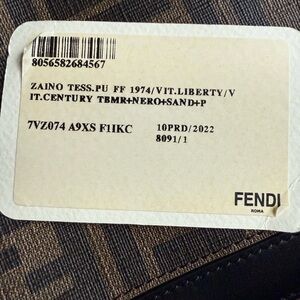 8056582684567
ZAINO TESS.PU FF 1974/VIT.LIBERTY/V
IT.CENTURY TBMR+NERO+SAND+P
7VZ074 A9XS F1IKC
10PRD/2022
8091/1
FENDI
ROMA